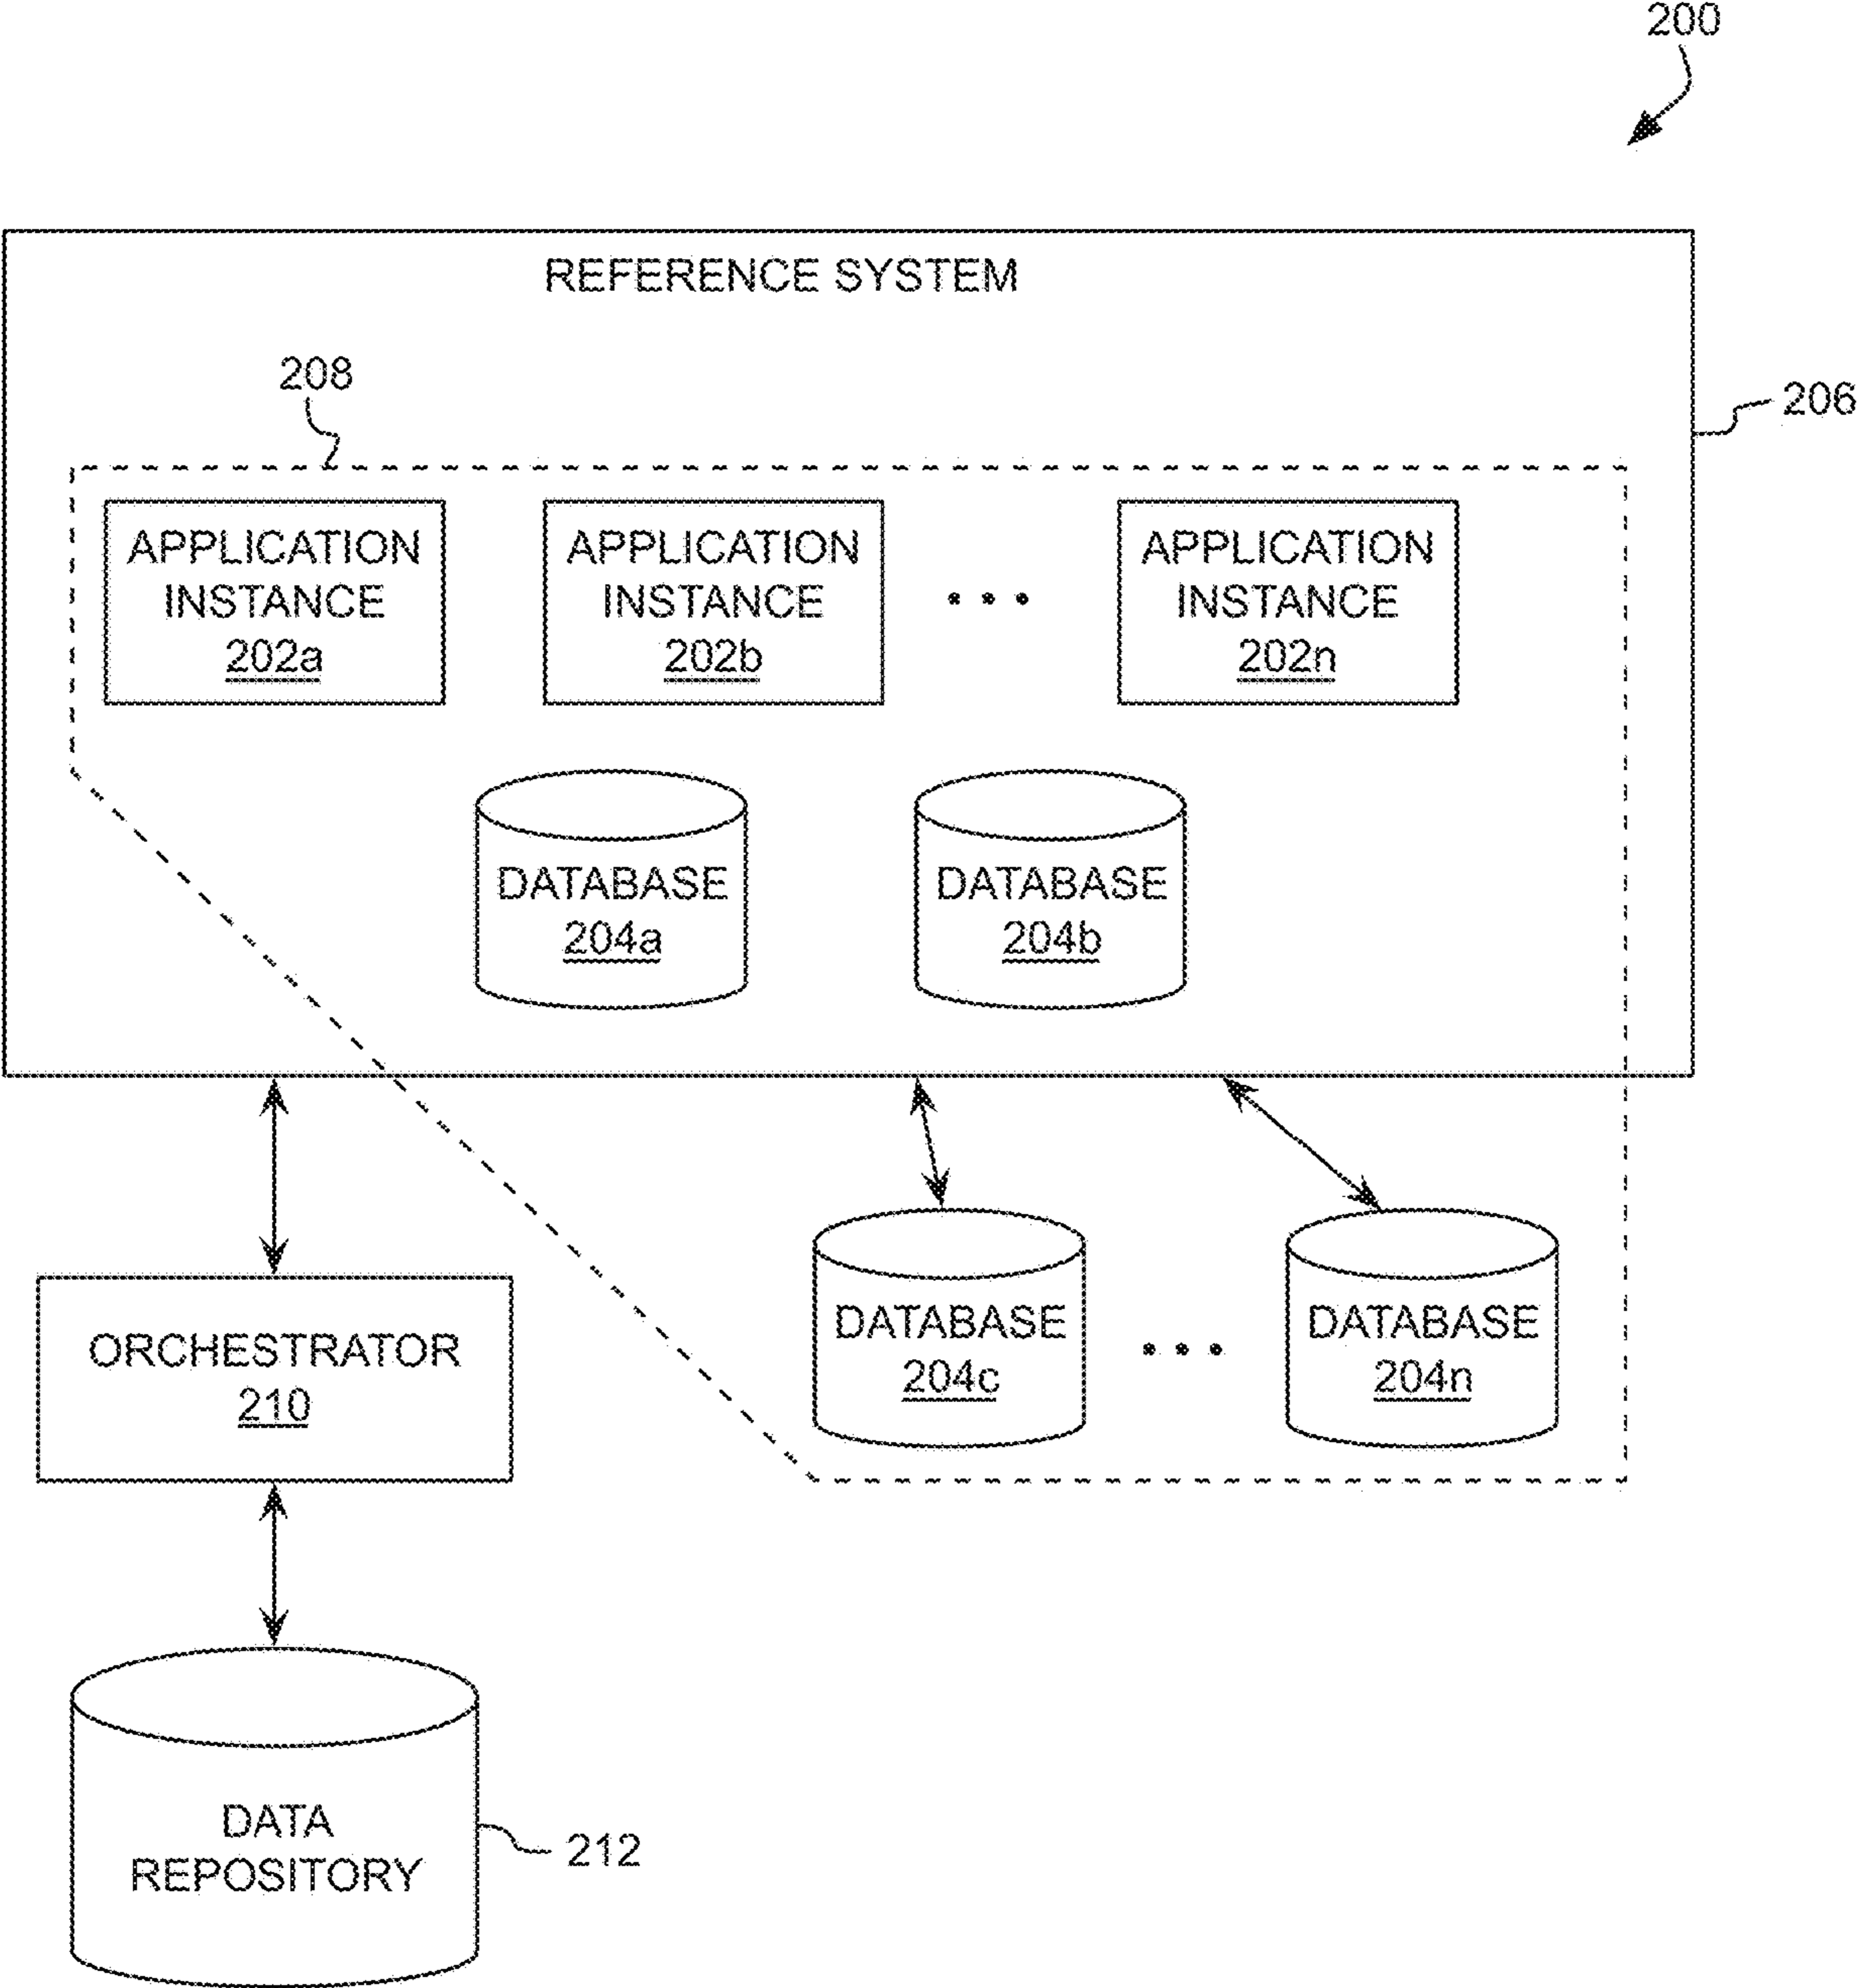 200
REFERENCE SYSTEM
208
206
APPLICATION
INSTANCE
202a
APPLICATION
INSTANCE
202b
• • •
APPLICATION
INSTANCE
202n
DATABASE
204a
DATABASE
204b
ORCHESTRATOR
210
DATABASE
204c
• • •
DATABASE
204n
DATA
REPOSITORY
212